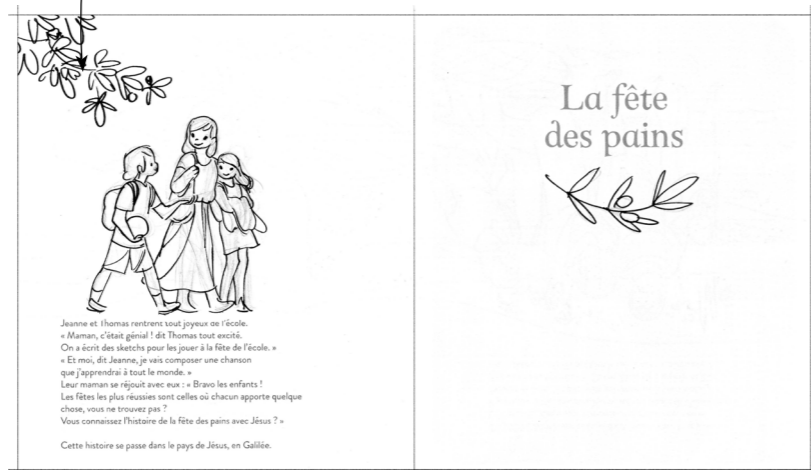 Jeanne et Thomas rentrent tout joyeux de l'école.
« Maman, c'était génial ! dit Thomas tout excité.
On a écrit des sketchs pour les jouer à la fête de l'école. »
« Et moi, dit Jeanne, je vais composer une chanson
que j'apprendrai à tout le monde. »
Leur maman se réjouit avec eux : « Bravo les enfants !
Les fêtes les plus réussies sont celles où chacun apporte quelque
chose, vous ne trouvez pas ?
Vous connaissez l'histoire de la fête des pains avec Jésus ? »
Cette histoire se passe dans le pays de Jésus, en Galilée.
La fête
des pains